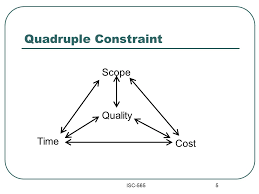 Quadruple Constraint
Scope
Quality
Time
Cost
ISC-565
5